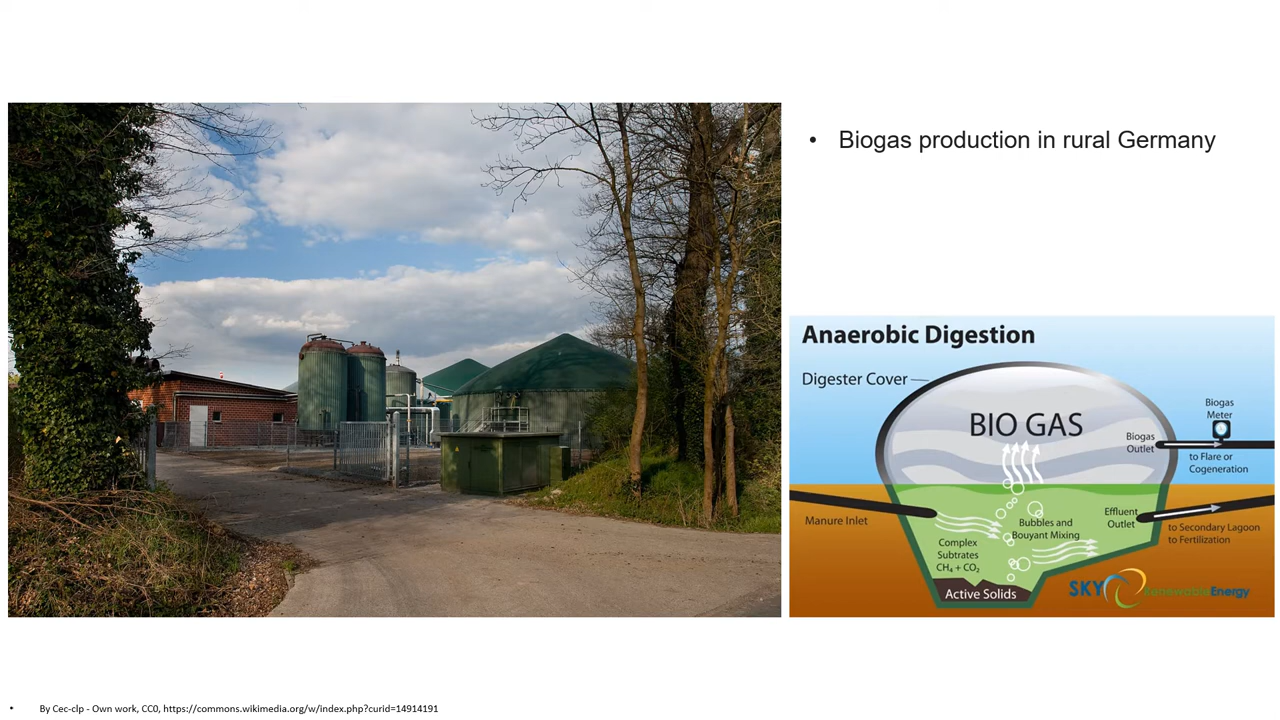 • Biogas production in rural Germany
Anaerobic Digestion
Digester Cover
BIO GAS
Biogas
Meter
Biogas
Outlet
to Flare or
Cogeneration
Manure Inlet
Effluent
Outlet
to Secondary Lagoon
to Fertilization
Bubbles and
Bouyant Mixing
Complex
Subtrates
CH₄ + CO₂
Active Solids
SKY RenewableEnergy
• By Cec-clp - Own work, CC0, https://commons.wikimedia.org/w/index.php?curid=14914191